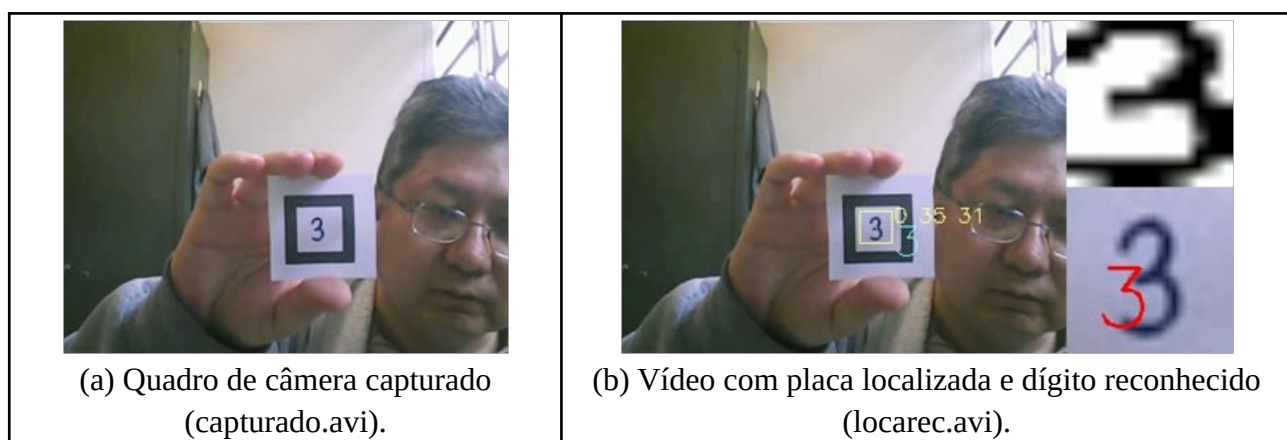 3
3
0 35 31
3
3
3
3
(a) Quadro de câmera capturado
(capturado.avi).
(b) Vídeo com placa localizada e dígito reconhecido
(locarec.avi).